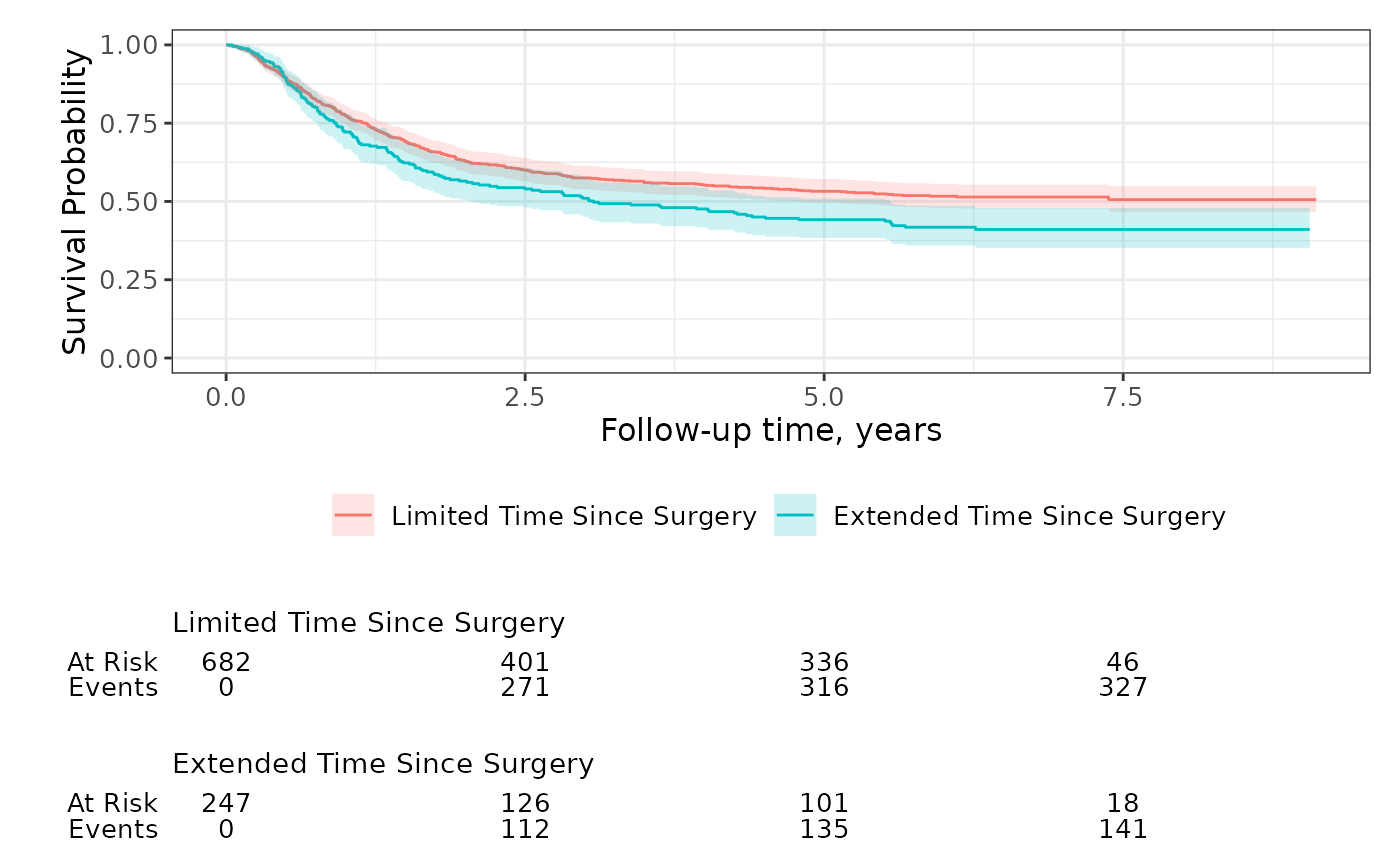 Survival Probability
1.00
0.75
0.50
0.25
0.00
0.0 2.5 5.0 7.5
Follow-up time, years
Limited Time Since Surgery Extended Time Since Surgery
Limited Time Since Surgery
At Risk 682 401 336 46
Events 0 271 316 327
Extended Time Since Surgery
At Risk 247 126 101 18
Events 0 112 135 141